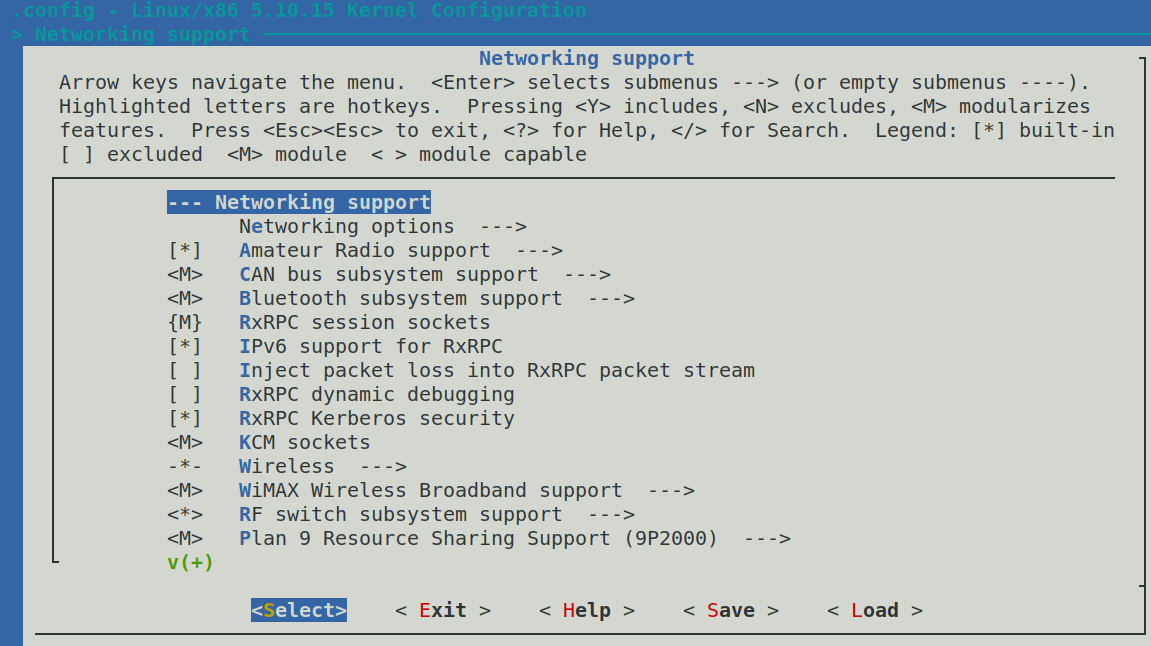 .config - Linux/x86 5.10.15 Kernel Configuration
> Networking support
Networking support
Arrow keys navigate the menu.  <Enter> selects submenus ---> (or empty submenus ----).
Highlighted letters are hotkeys.  Pressing <Y> includes, <N> excludes, <M> modularizes
features.  Press <Esc><Esc> to exit, <?> for Help, </> for Search.  Legend: [*] built-in
[ ] excluded  <M> module  < > module capable
--- Networking support
Networking options  --->
[*]   Amateur Radio support  --->
<M>   CAN bus subsystem support  --->
<M>   Bluetooth subsystem support  --->
{M}   RxRPC session sockets
[*]   IPv6 support for RxRPC
[ ]   Inject packet loss into RxRPC packet stream
[ ]   RxRPC dynamic debugging
[*]   RxRPC Kerberos security
<M>   KCM sockets
-*-   Wireless  --->
<M>   WiMAX Wireless Broadband support  --->
<*>   RF switch subsystem support  --->
<M>   Plan 9 Resource Sharing Support (9P2000)  --->
v(+)
<Select>    < Exit >    < Help >    < Save >    < Load >